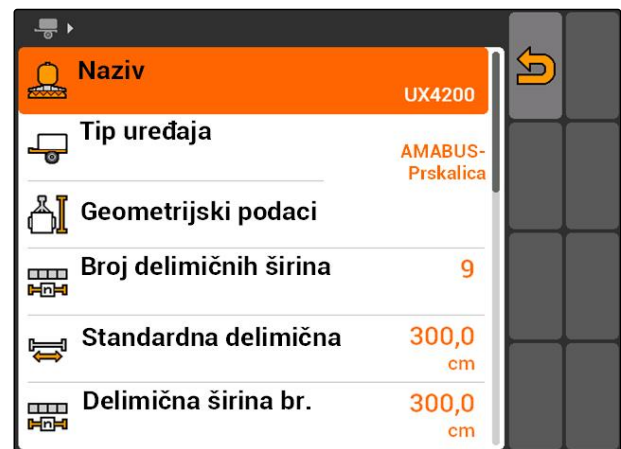 Naziv
UX4200
Tip uređaja
AMABUS-
Prskalica
Geometrijski podaci
Broj delimičnih širina
9
n
Standardna delimična
300,0
cm
Delimična širina br.
300,0
cm
n